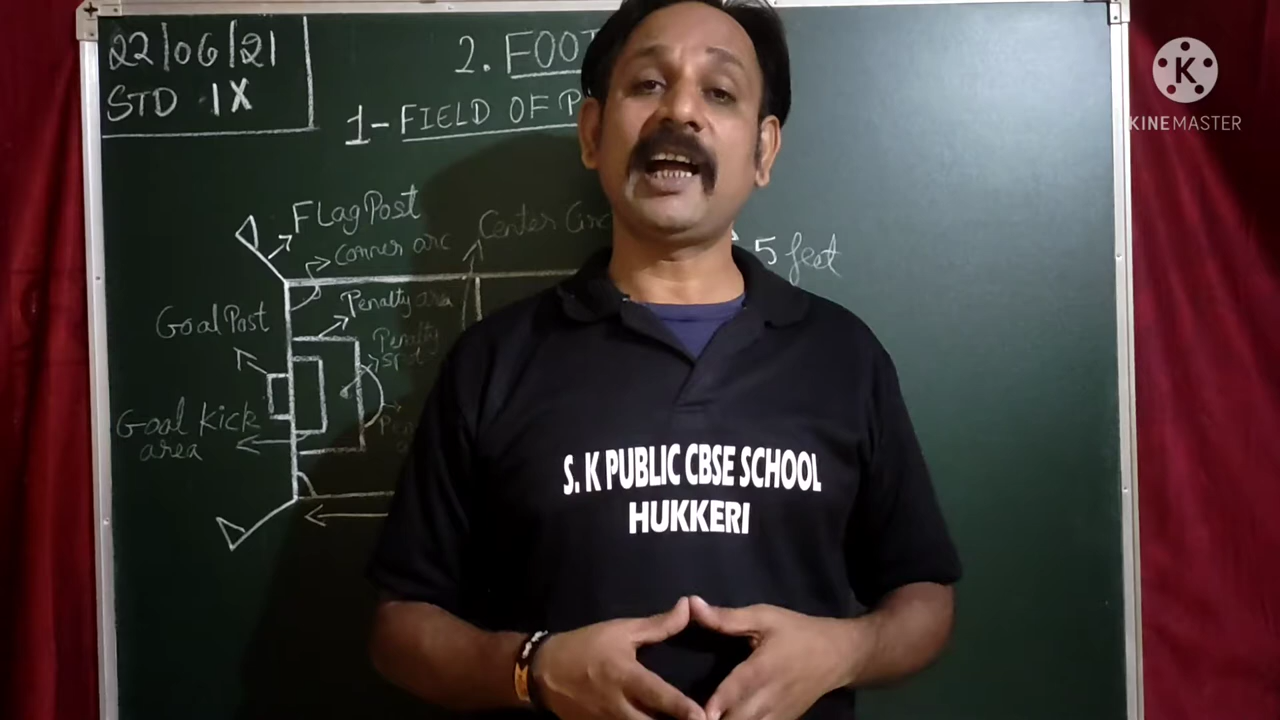 22/06/21
STD IX
2. FOOT
1- FIELD OF P
Flag Post
Corner arc
Center Circ
5 feet
Goal Post
Penalty area
Penalty
spot
Goal Kick
area
S. K PUBLIC CBSE SCHOOL
HUKKERI
K
KINEMASTER